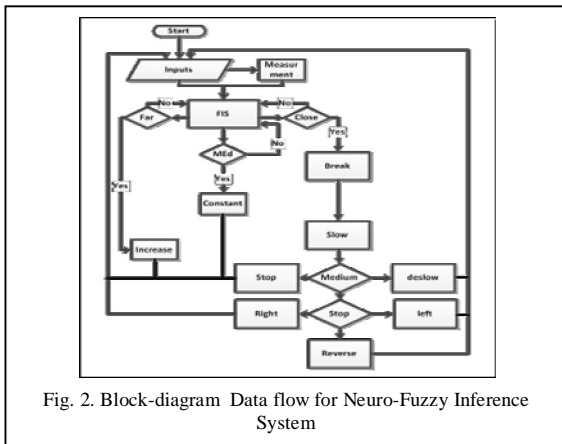 Start
Inputs
Measur
ment
No
No
Far
FIS
Close
No
Yes
MEd
Break
Yes
Yes
Constant
Slow
Increase
Stop
Medium
deslow
Right
Stop
left
Reverse
Fig. 2. Block-diagram Data flow for Neuro-Fuzzy Inference
System